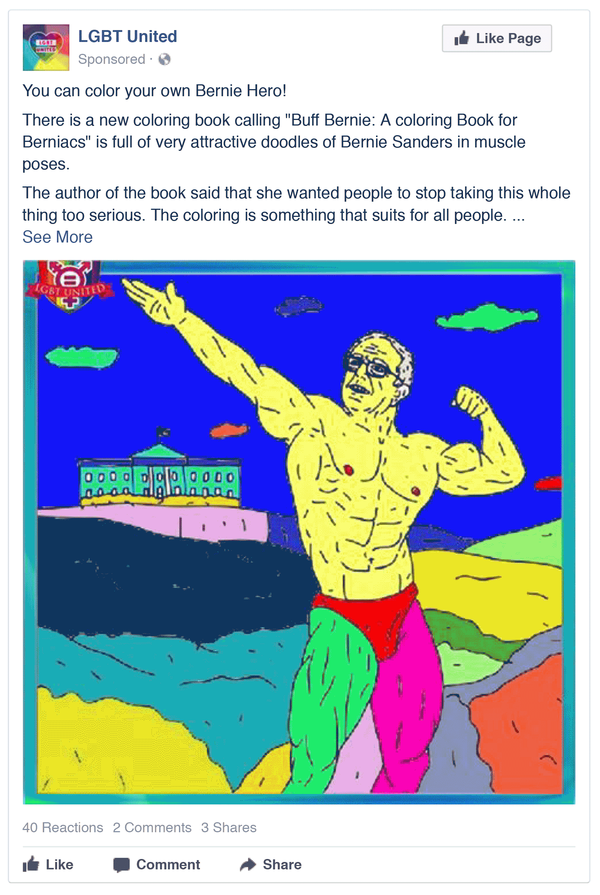 LGBT
UNITED
LGBT United
Sponsored ·
Like Page
You can color your own Bernie Hero!
There is a new coloring book calling "Buff Bernie: A coloring Book for
Berniacs" is full of very attractive doodles of Bernie Sanders in muscle
poses.
The author of the book said that she wanted people to stop taking this whole
thing too serious. The coloring is something that suits for all people. ...
See More
LGBT UNITED
40 Reactions 2 Comments 3 Shares
Like Comment Share